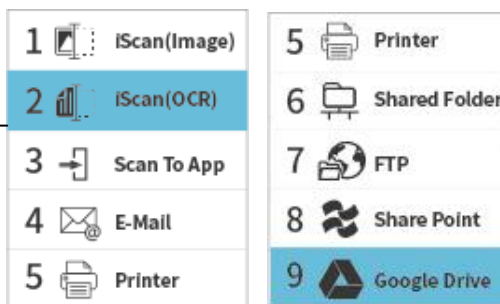 1 iScan(Image)
2 iScan(OCR)
3 Scan To App
4 E-Mail
5 Printer
5 Printer
6 Shared Folder
7 FTP
8 Share Point
9 Google Drive